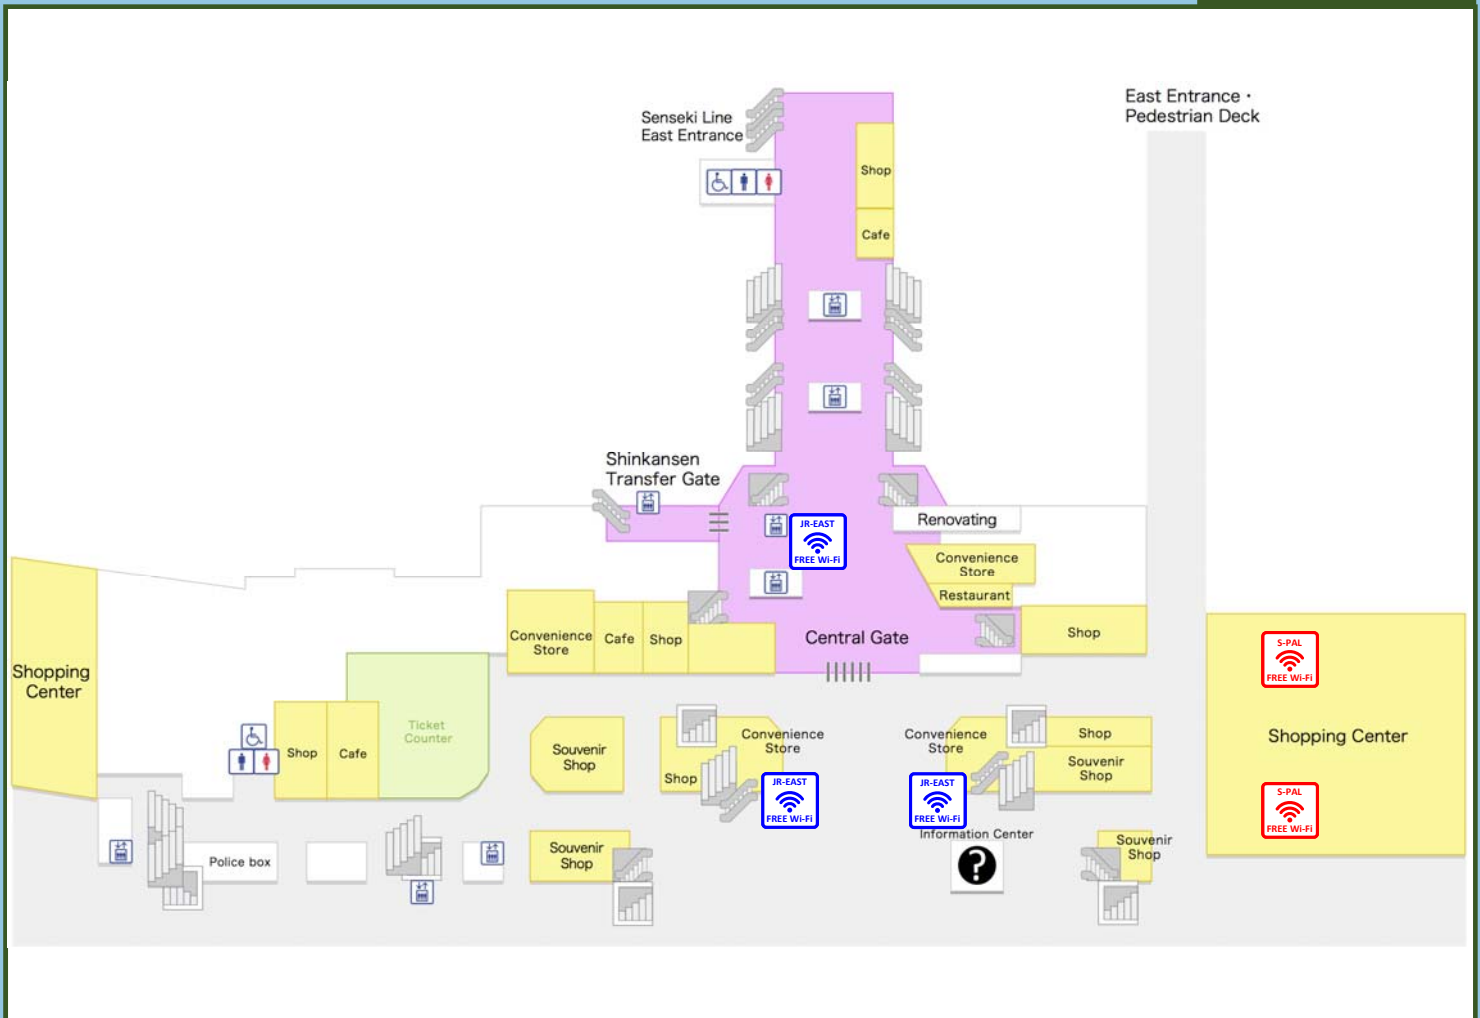 East Entrance・
Pedestrian Deck
Senseki Line
East Entrance
Shop
Cafe
Shinkansen
Transfer Gate
JR-EAST
FREE Wi-Fi
Renovating
Convenience
Store
Restaurant
Convenience
Store
Cafe
Shop
Central Gate
Shop
Shopping
Center
S-PAL
FREE Wi-Fi
Ticket
Counter
Shop
Cafe
Souvenir
Shop
Convenience
Store
Shop
Convenience
Store
Shop
Souvenir
Shop
Shopping Center
JR-EAST
FREE Wi-Fi
JR-EAST
FREE Wi-Fi
S-PAL
FREE Wi-Fi
Information Center
?
Police box
Souvenir
Shop
Souvenir
Shop